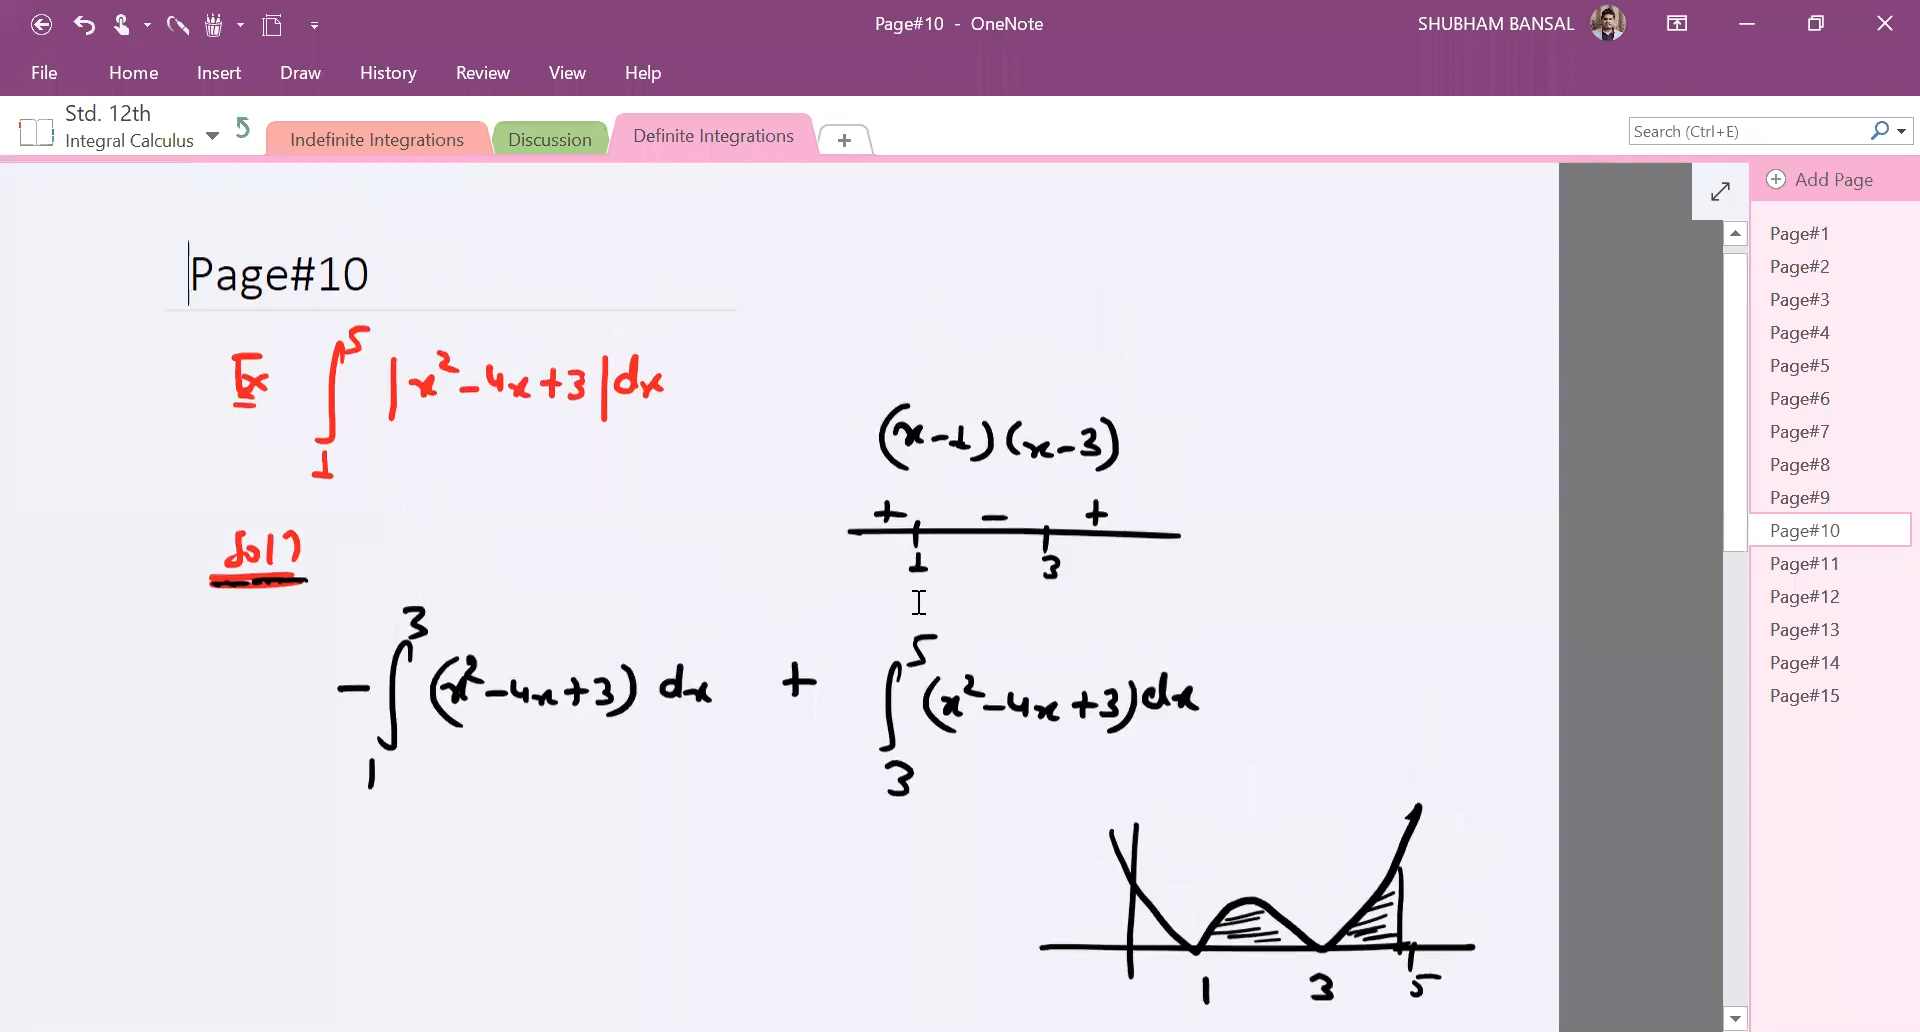 Page#10 - OneNote
SHUBHAM BANSAL
File Home Insert Draw History Review View Help
Std. 12th
Integral Calculus
Indefinite Integrations
Discussion
Definite Integrations
+
Search (Ctrl+E)
Add Page
Page#1
Page#2
Page#3
Page#4
Page#5
Page#6
Page#7
Page#8
Page#9
Page#10
Page#11
Page#12
Page#13
Page#14
Page#15
Page#10
Ex ∫₁⁵ |x²-4x+3|dx
(x-1)(x-3)
+ - +
1 3
Solⁿ
-∫₁³ (x²-4x+3) dx + ∫₃⁵ (x²-4x+3)dx
1 3 5